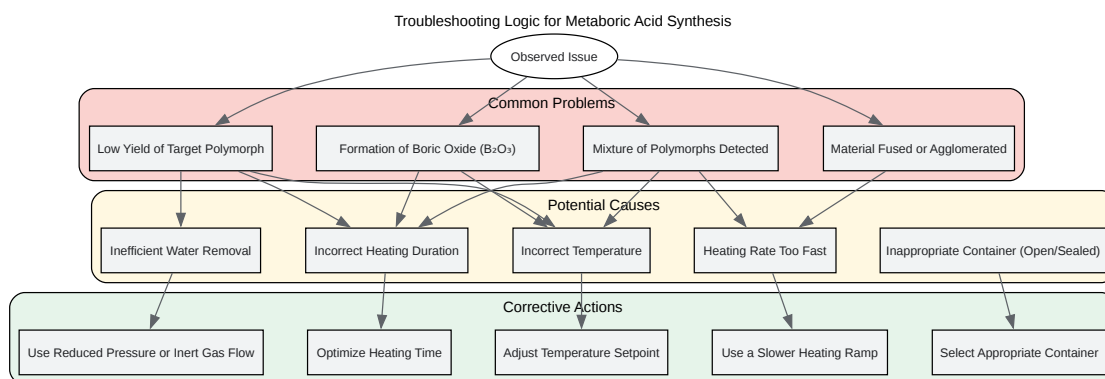 Troubleshooting Logic for Metaboric Acid Synthesis
Observed Issue
Common Problems
Low Yield of Target Polymorph
Formation of Boric Oxide (B₂O₃)
Mixture of Polymorphs Detected
Material Fused or Agglomerated
Potential Causes
Inefficient Water Removal
Incorrect Heating Duration
Incorrect Temperature
Heating Rate Too Fast
Inappropriate Container (Open/Sealed)
Corrective Actions
Use Reduced Pressure or Inert Gas Flow
Optimize Heating Time
Adjust Temperature Setpoint
Use a Slower Heating Ramp
Select Appropriate Container